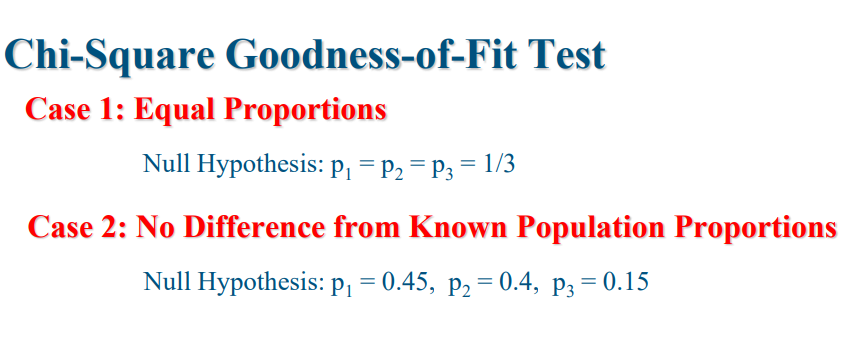 Chi-Square Goodness-of-Fit Test
Case 1: Equal Proportions
Null Hypothesis: p₁ = p₂ = p₃ = 1/3
Case 2: No Difference from Known Population Proportions
Null Hypothesis: p₁ = 0.45, p₂ = 0.4, p₃ = 0.15